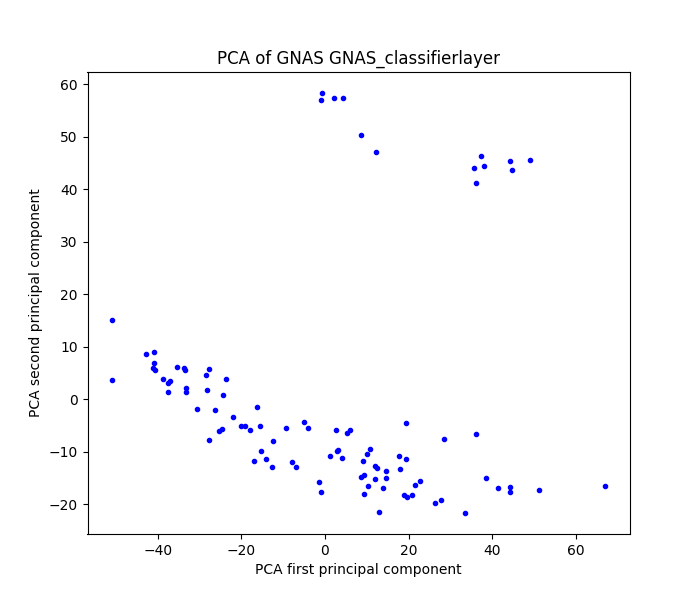 PCA of GNAS GNAS_classifierlayer
60
50
40
30
20
10
0
−10
−20
PCA second principal component
−40 −20 0 20 40 60
PCA first principal component